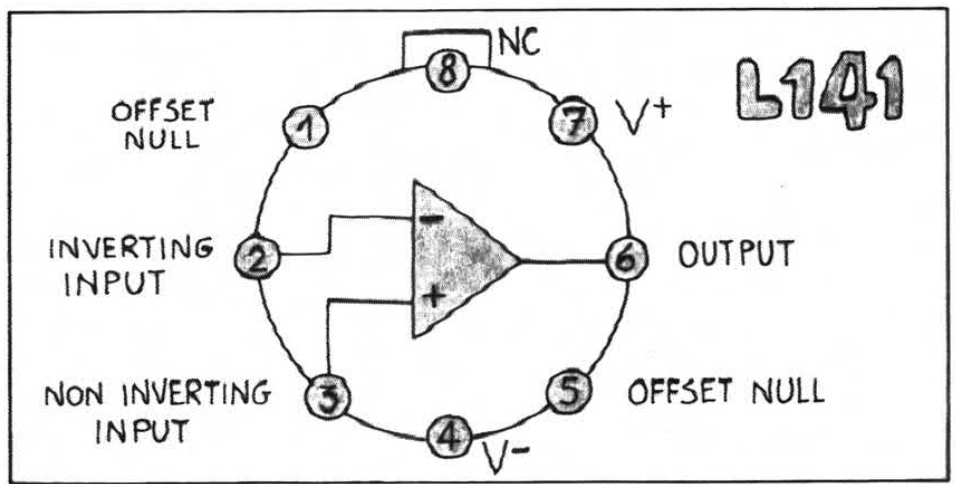 NC
8
L141
OFFSET
NULL
1
7
V+
INVERTING
INPUT
2
-
6
OUTPUT
+
NON INVERTING
INPUT
3
5
OFFSET NULL
4
V-